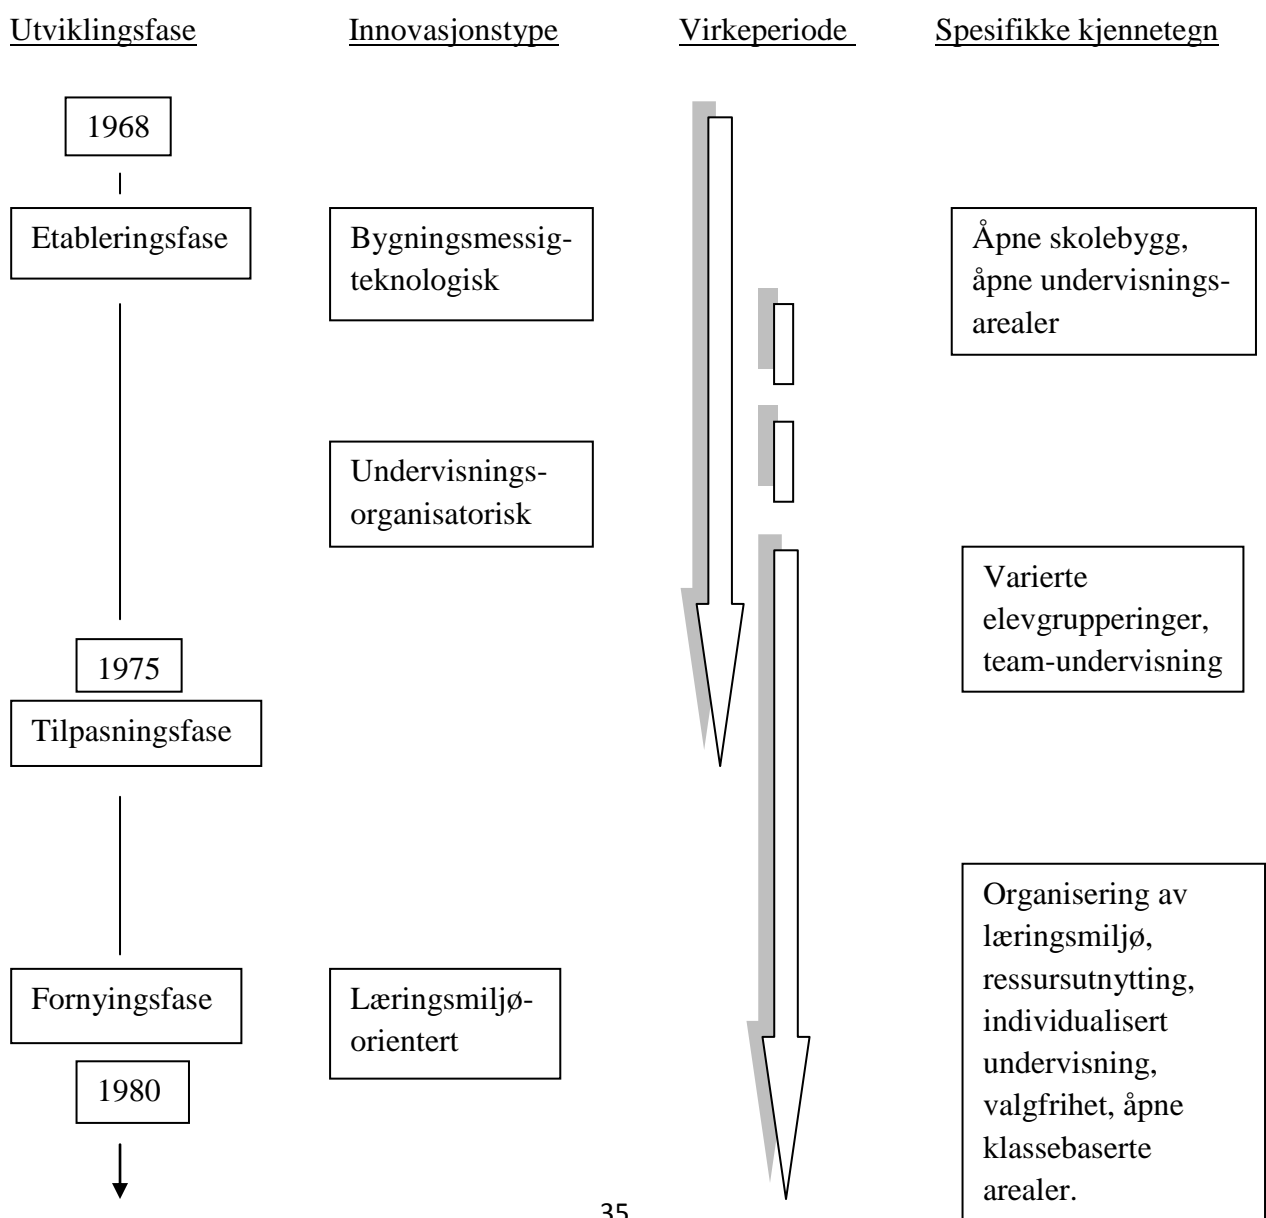 Utviklingsfase Innovasjonstype Virkeperiode Spesifikke kjennetegn
1968
Etableringsfase
Bygningsmessig-
teknologisk
Åpne skolebygg,
åpne undervisnings-
arealer
Undervisnings-
organisatorisk
Varierte
elevgrupperinger,
team-undervisning
1975
Tilpasningsfase
Fornyingsfase
1980
Læringsmiljø-
orientert
Organisering av
læringsmiljø,
ressursutnytting,
individualisert
undervisning,
valgfrihet, åpne
klassebaserte
arealer.
35